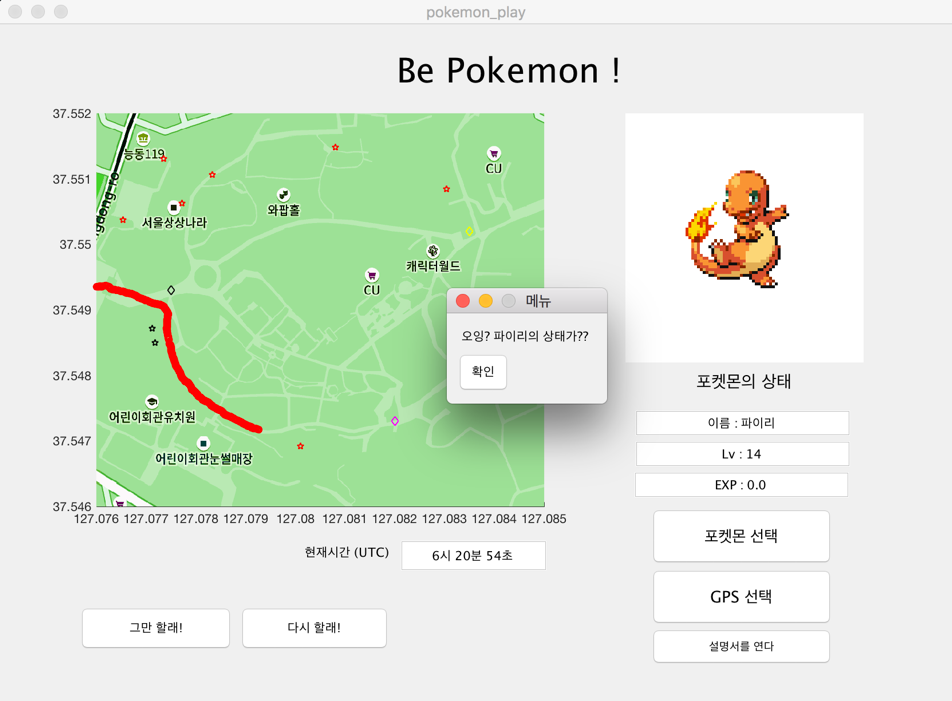 pokemon_play
Be Pokemon !
37.552
37.551
37.55
37.549
37.548
37.547
37.546
127.076 127.077 127.078 127.079 127.08 127.081 127.082 127.083 127.084 127.085
능동119
서울상상나라
와팝홀
CU
캐릭터월드
CU
어린이회관유치원
어린이회관눈썰매장
메뉴
오잉? 파이리의 상태가??
확인
포켓몬의 상태
이름 : 파이리
Lv : 14
EXP : 0.0
포켓몬 선택
GPS 선택
설명서를 연다
현재시간 (UTC)
6시 20분 54초
그만 할래!
다시 할래!